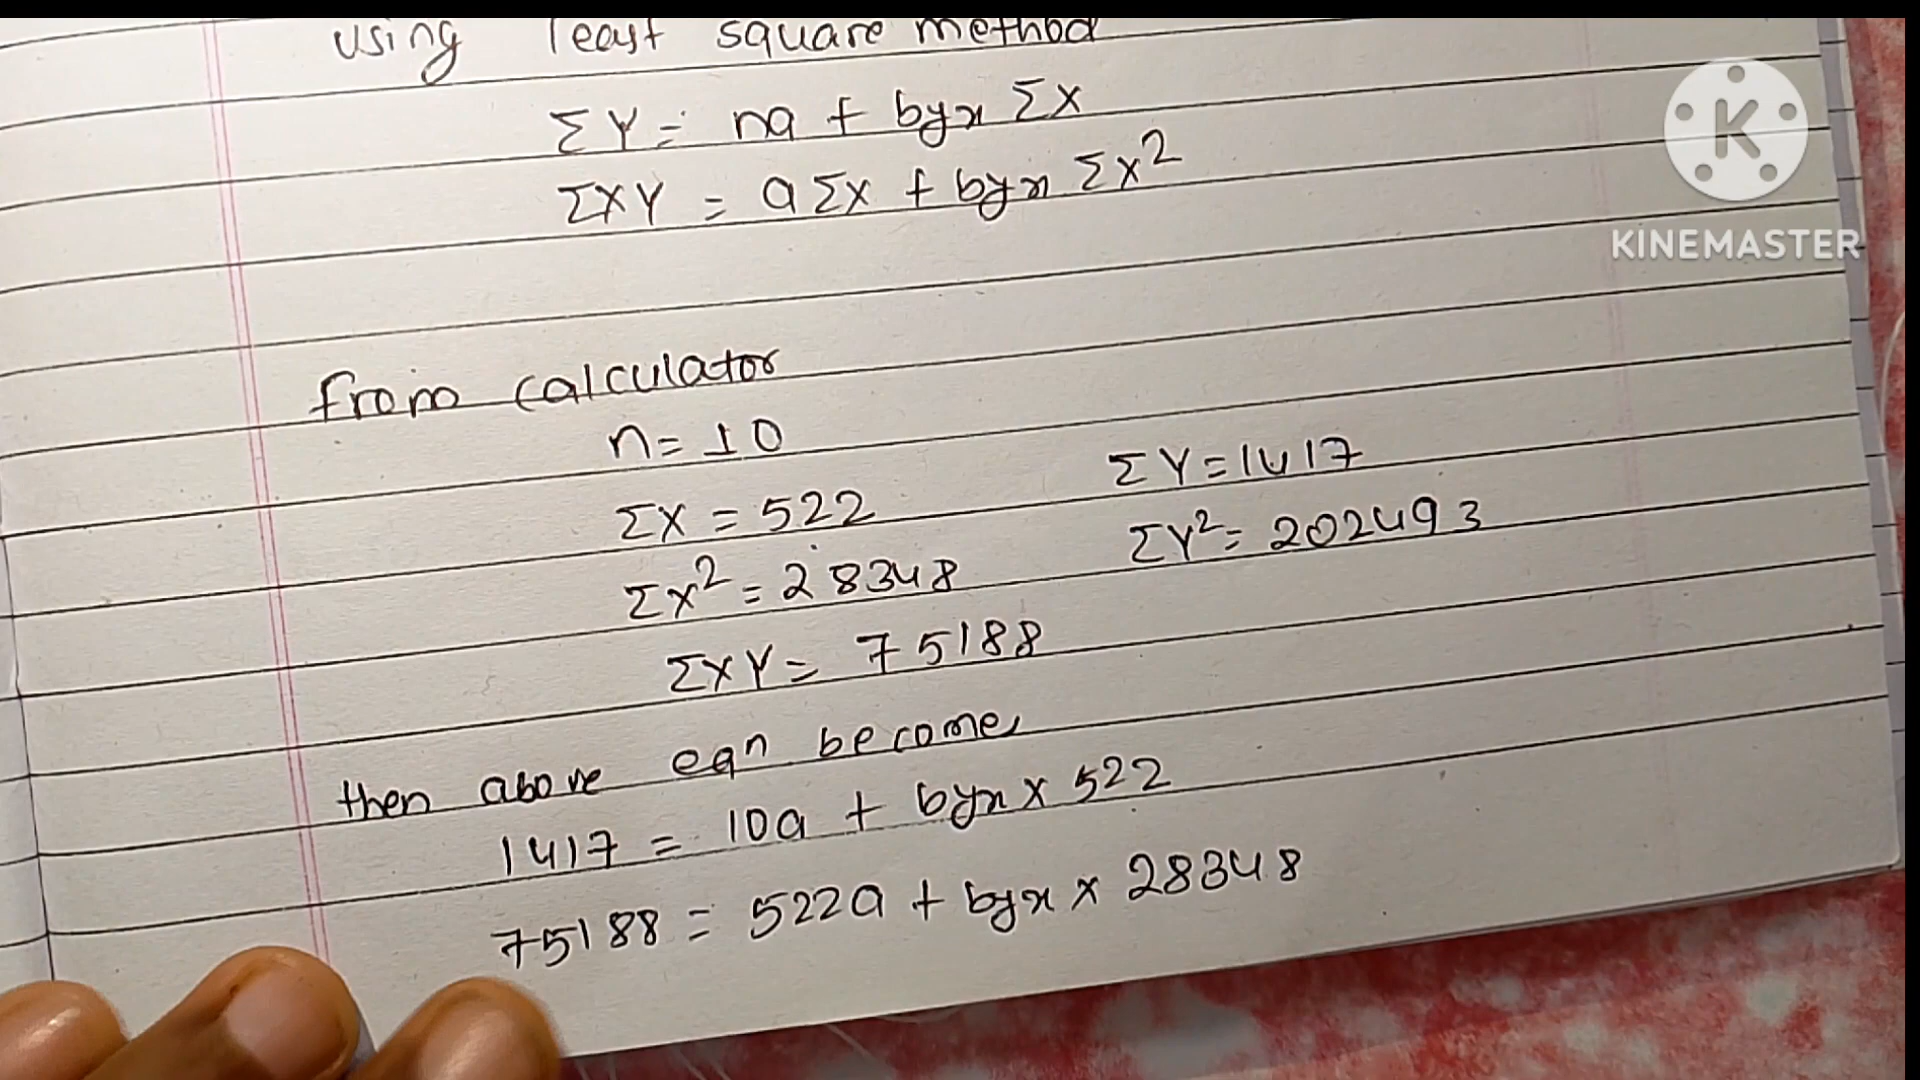 using least square method
ΣY = na + byx ΣX
ΣXY = aΣX + byx ΣX²
K
KINEMASTER
from calculator
n = 10
ΣX = 522 ΣY = 1417
ΣX² = 28348 ΣY² = 202493
ΣXY = 75188
then above eqn become
1417 = 10a + byx × 522
75188 = 522a + byx × 28348